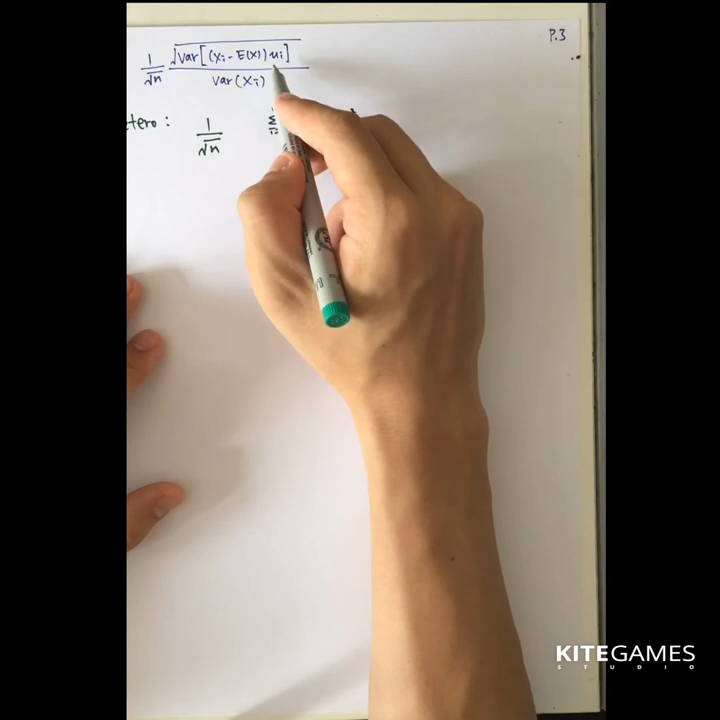 P.3
1/√n √Var[(Xi - E(X))ui] / Var(Xi)
tero: 1/√n Σ
KITEGAMES
STUDIO